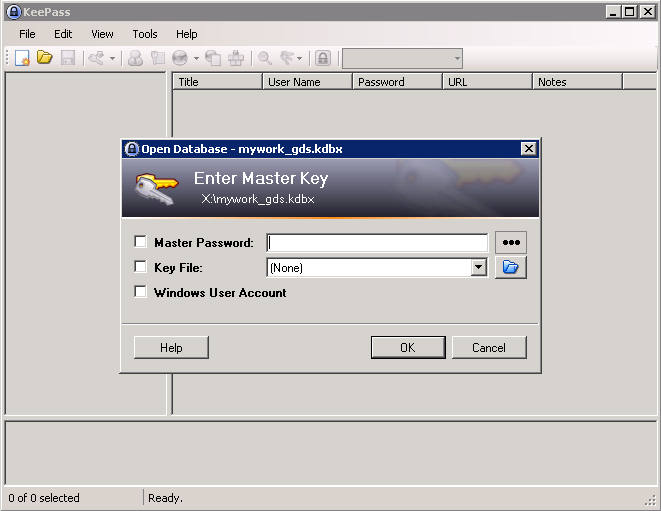 KeePass
File Edit View Tools Help
Title User Name Password URL Notes
Open Database - mywork_gds.kdbx
Enter Master Key
X:\mywork_gds.kdbx
Master Password:
Key File: (None)
Windows User Account
Help OK Cancel
0 of 0 selected Ready.